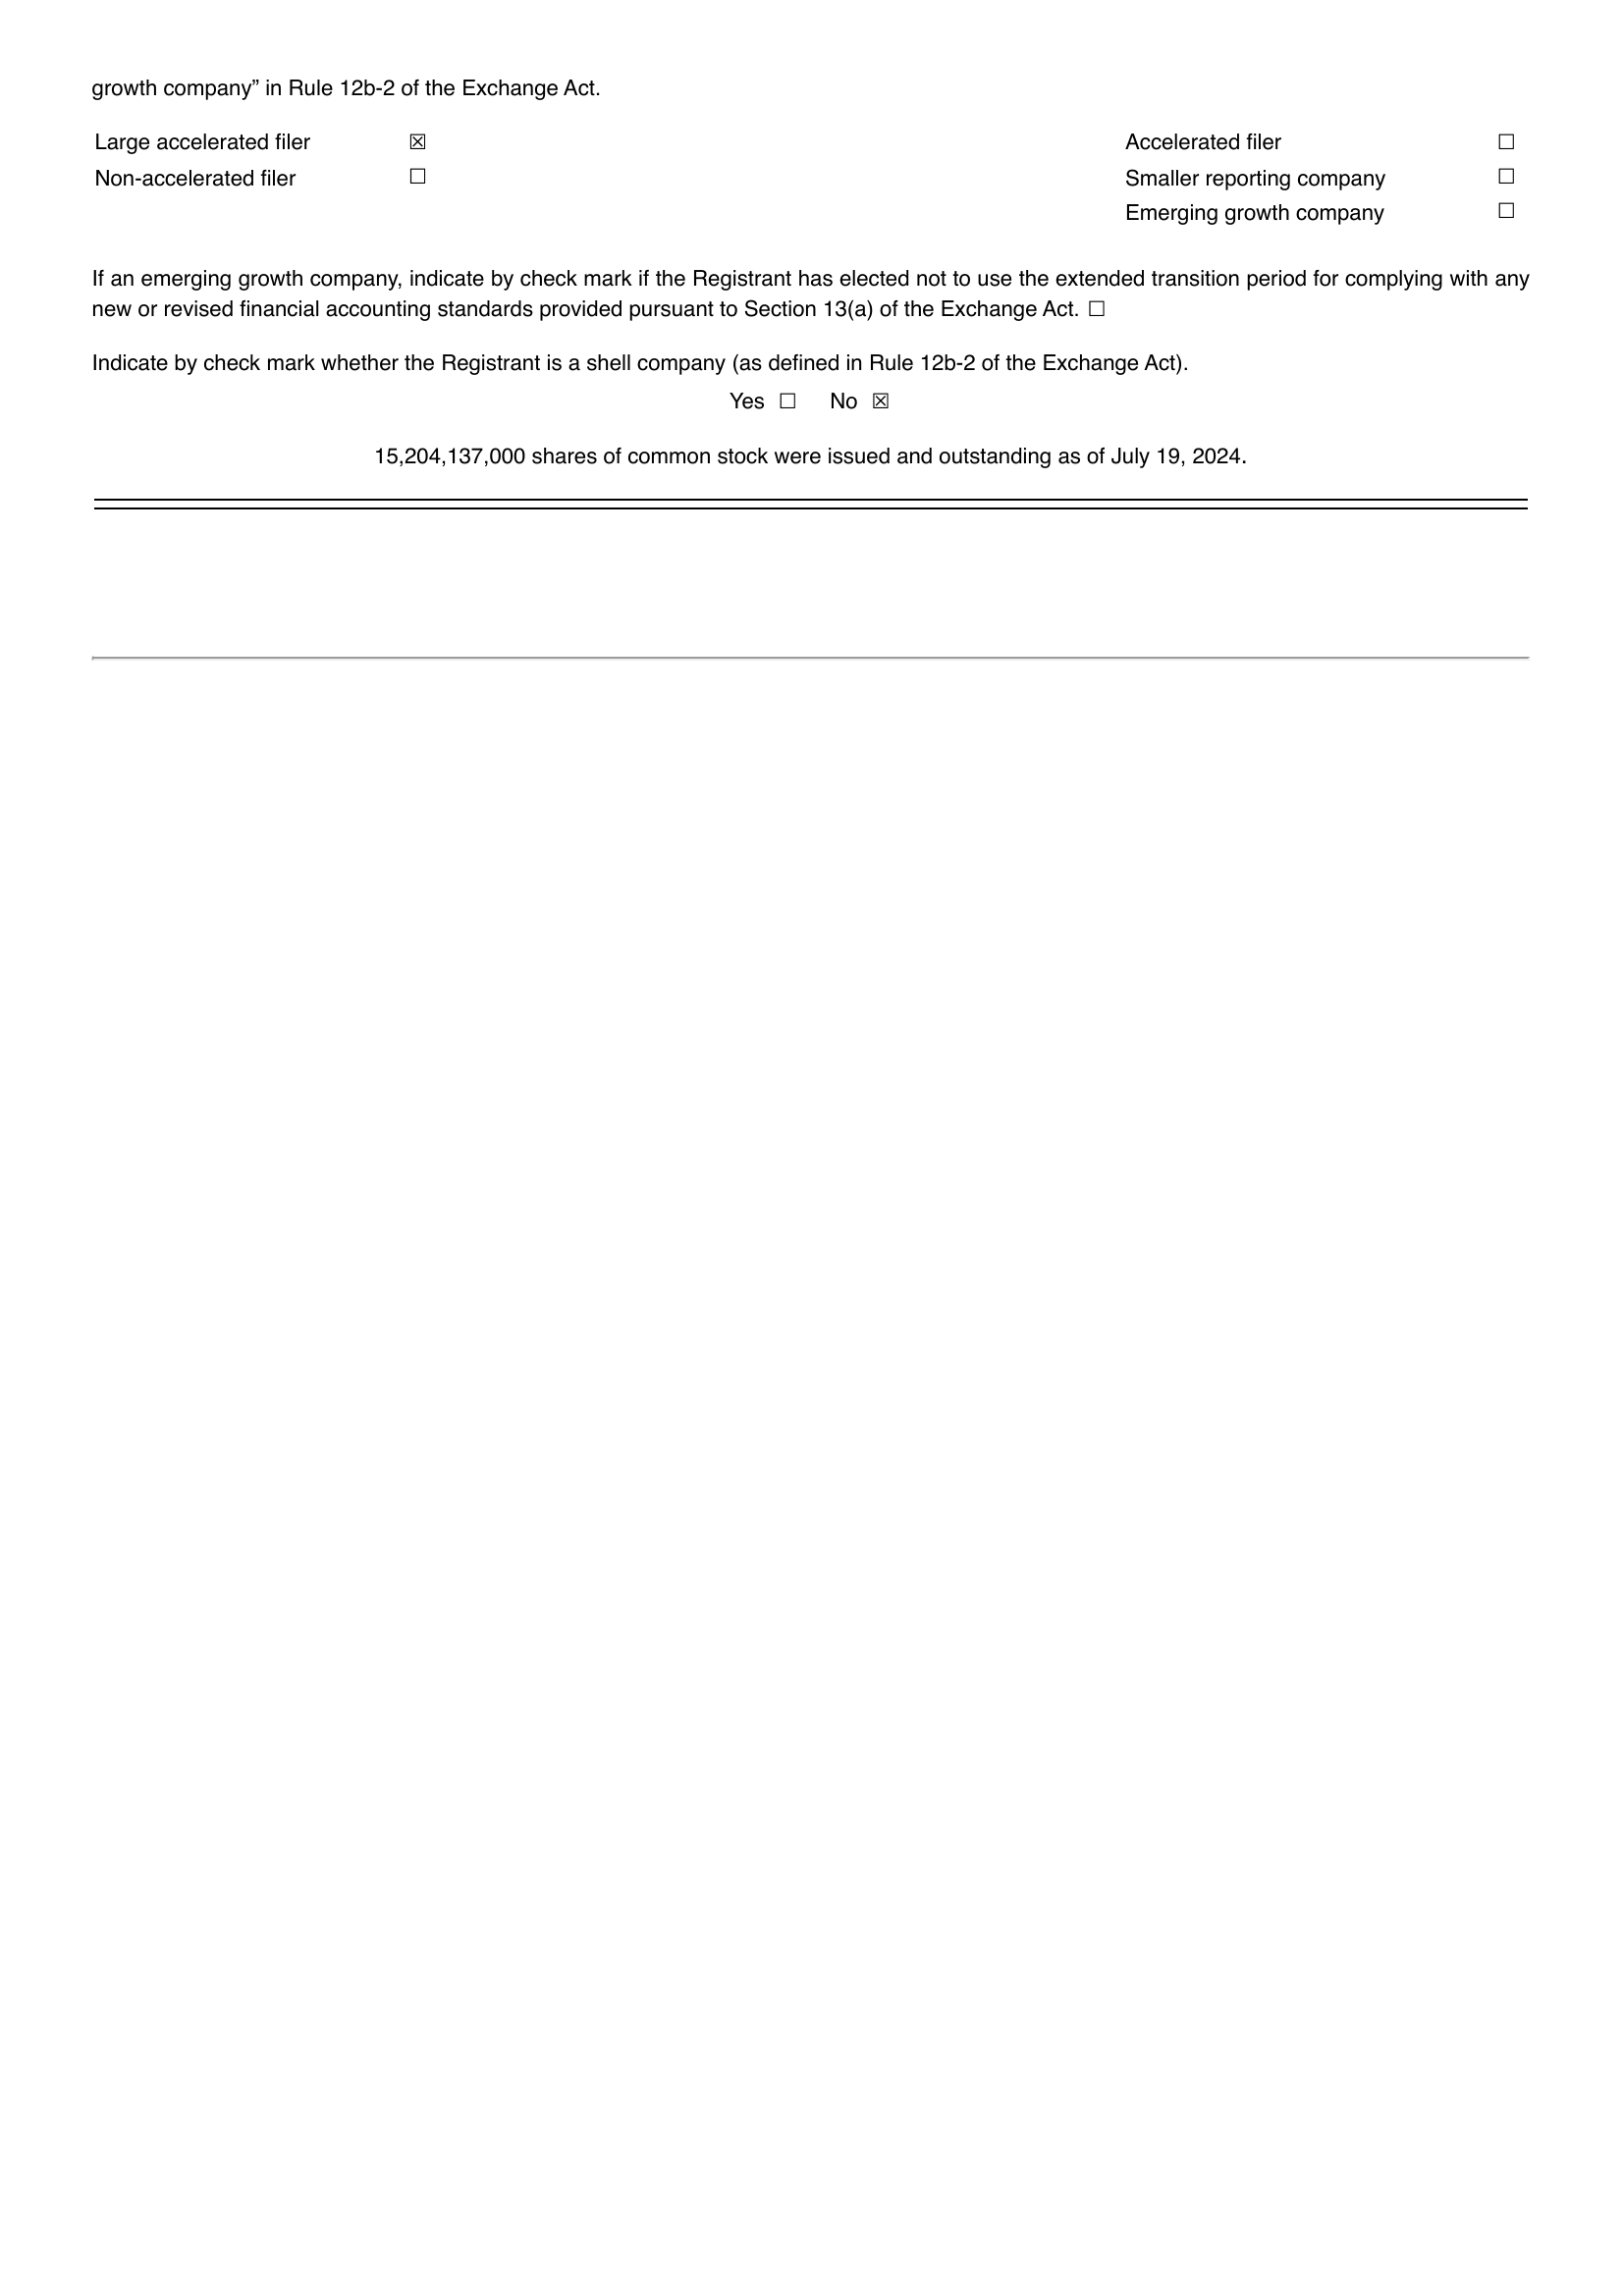 growth company” in Rule 12b-2 of the Exchange Act.
Large accelerated filer ☒ Accelerated filer ☐
Non-accelerated filer ☐ Smaller reporting company ☐
Emerging growth company ☐
If an emerging growth company, indicate by check mark if the Registrant has elected not to use the extended transition period for complying with any
new or revised financial accounting standards provided pursuant to Section 13(a) of the Exchange Act. ☐
Indicate by check mark whether the Registrant is a shell company (as defined in Rule 12b-2 of the Exchange Act).
Yes ☐ No ☒
15,204,137,000 shares of common stock were issued and outstanding as of July 19, 2024.